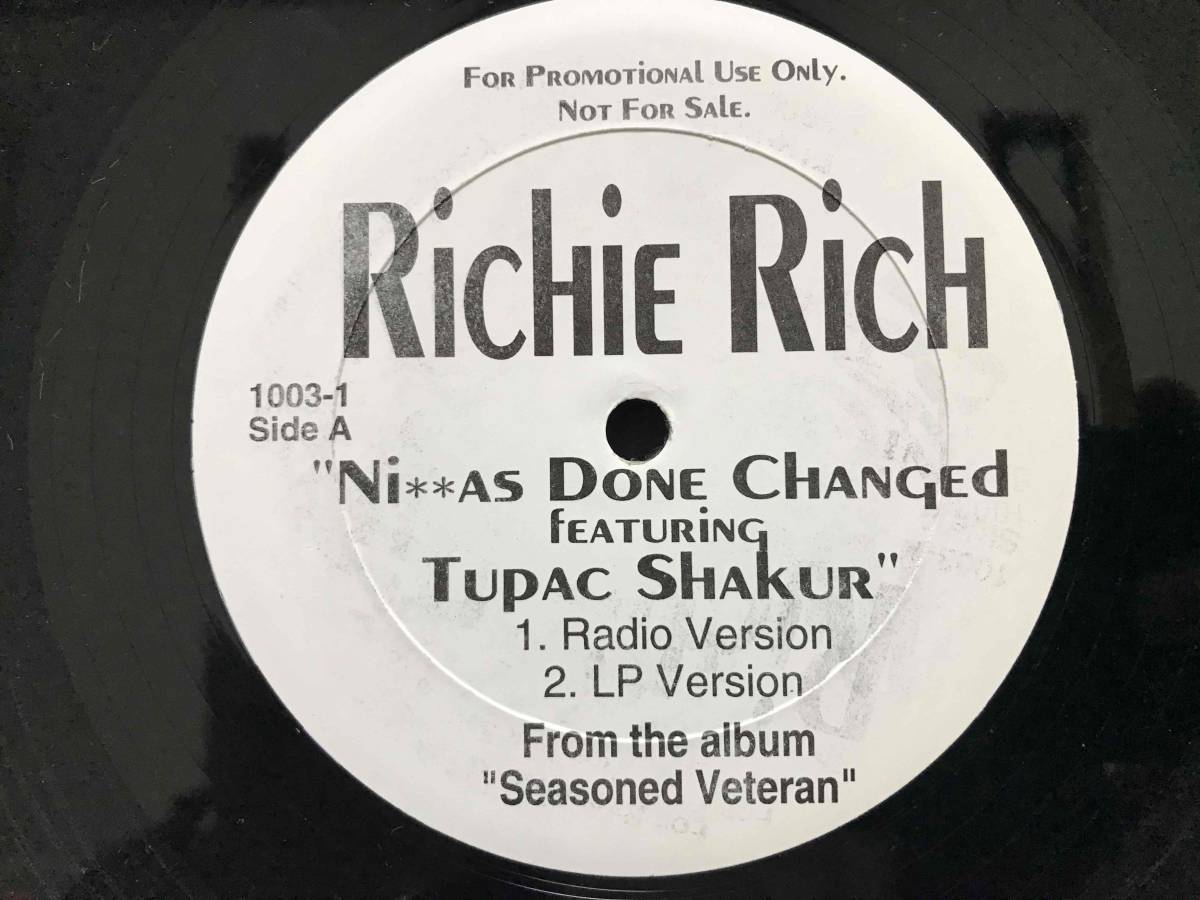 For Promotional Use Only.
Not For Sale.
Richie Rich
1003-1
Side A
"Ni**as Done Changed
featuring
Tupac Shakur"
1. Radio Version
2. LP Version
From the album
"Seasoned Veteran"